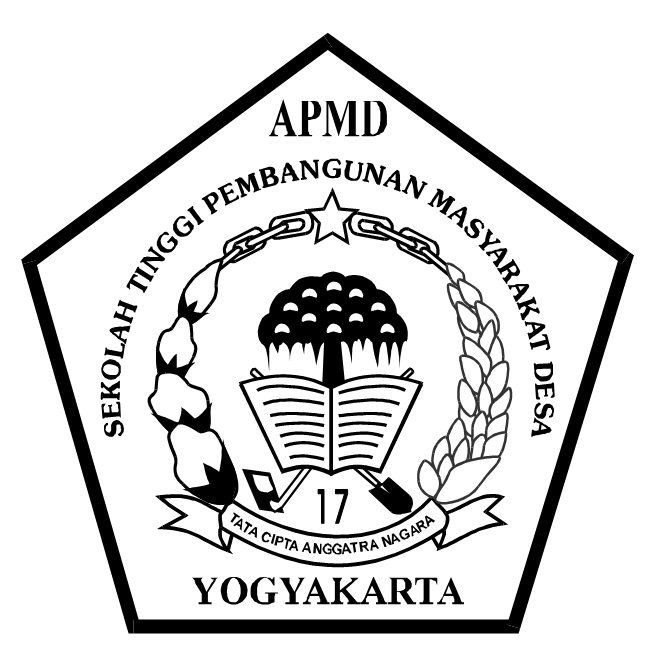 APMD
SEKOLAH TINGGI PEMBANGUNAN MASYARAKAT DESA
17
TATA CIPTA ANGGATRA NAGARA
YOGYAKARTA